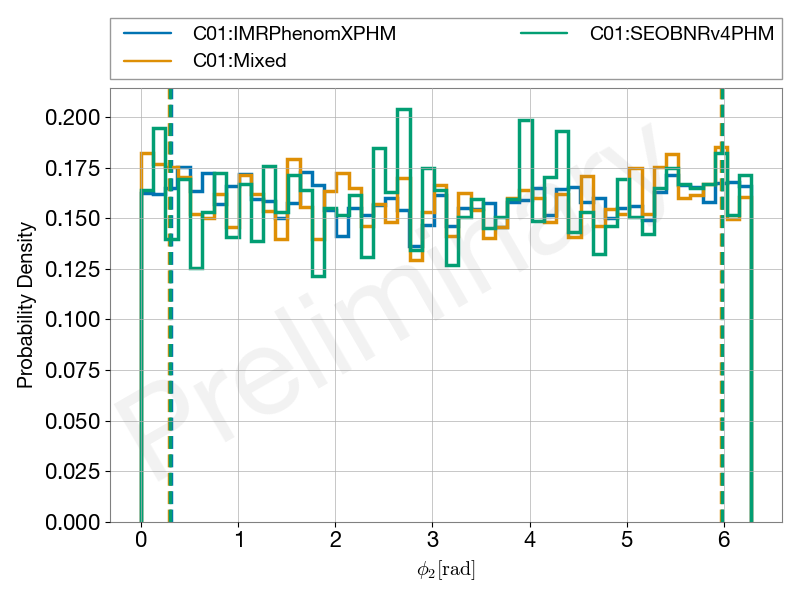 C01:IMRPhenomXPHM
C01:Mixed
C01:SEOBNRv4PHM
0.200
0.175
0.150
0.125
0.100
0.075
0.050
0.025
0.000
Probability Density
Preliminary
0 1 2 3 4 5 6
ϕ₂[rad]